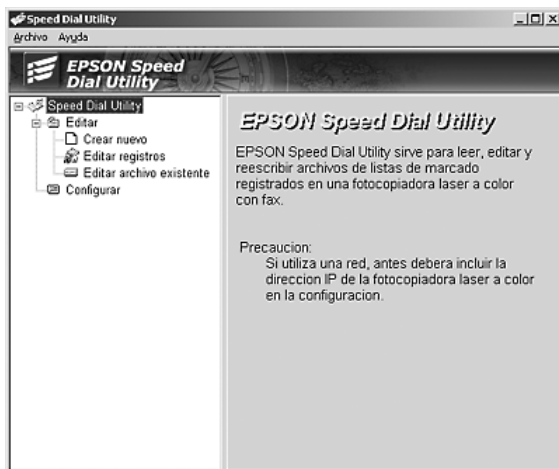 Speed Dial Utility
Archivo Ayuda
EPSON Speed
Dial Utility
Speed Dial Utility
Editar
Crear nuevo
Editar registros
Editar archivo existente
Configurar
EPSON Speed Dial Utility
EPSON Speed Dial Utility sirve para leer, editar y
reescribir archivos de listas de marcado
registrados en una fotocopiadora laser a color
con fax.
Precaucion:
Si utiliza una red, antes debera incluir la
direccion IP de la fotocopiadora laser a color
en la configuracion.